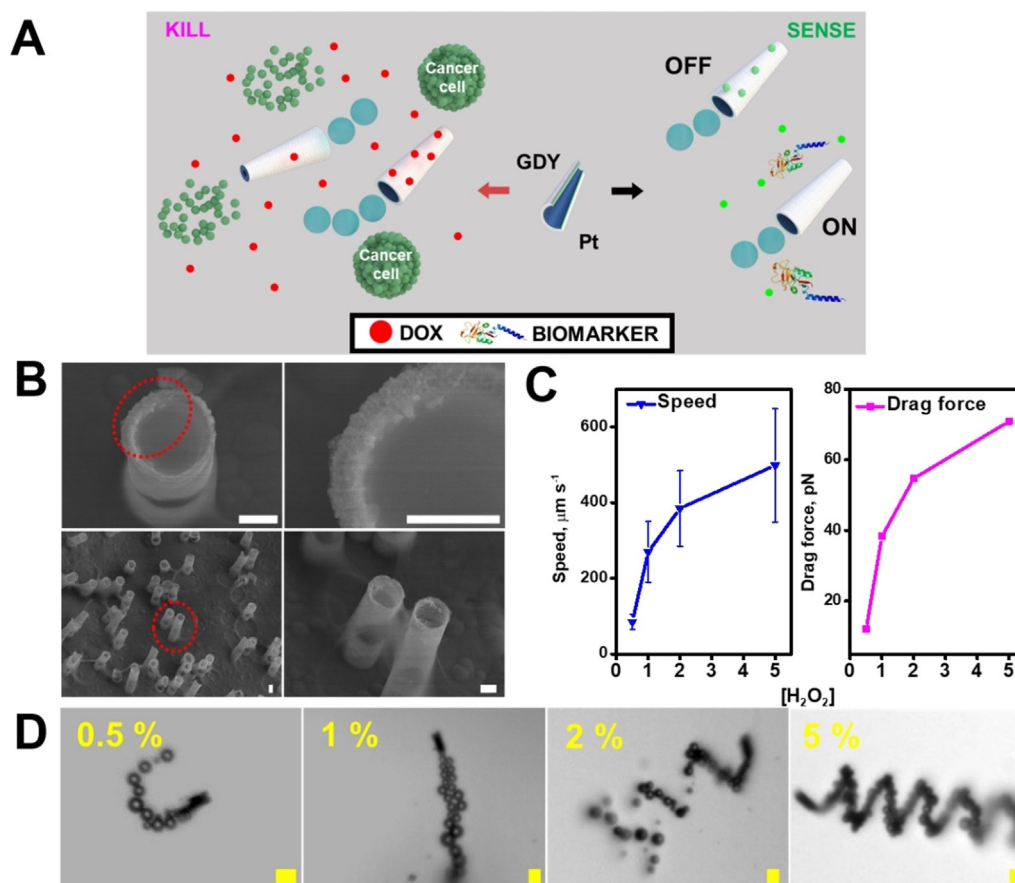 A
KILL
SENSE
Cancer
cell
OFF
GDY
Pt
ON
Cancer
cell
DOX
BIOMARKER
B
C
Speed
Speed, μm s⁻¹
600
400
200
0
0 1 2 3 4 5
Drag force
Drag force, pN
80
60
40
20
0 1 2 3 4 5
[H₂O₂]
D
0.5 %
1 %
2 %
5 %